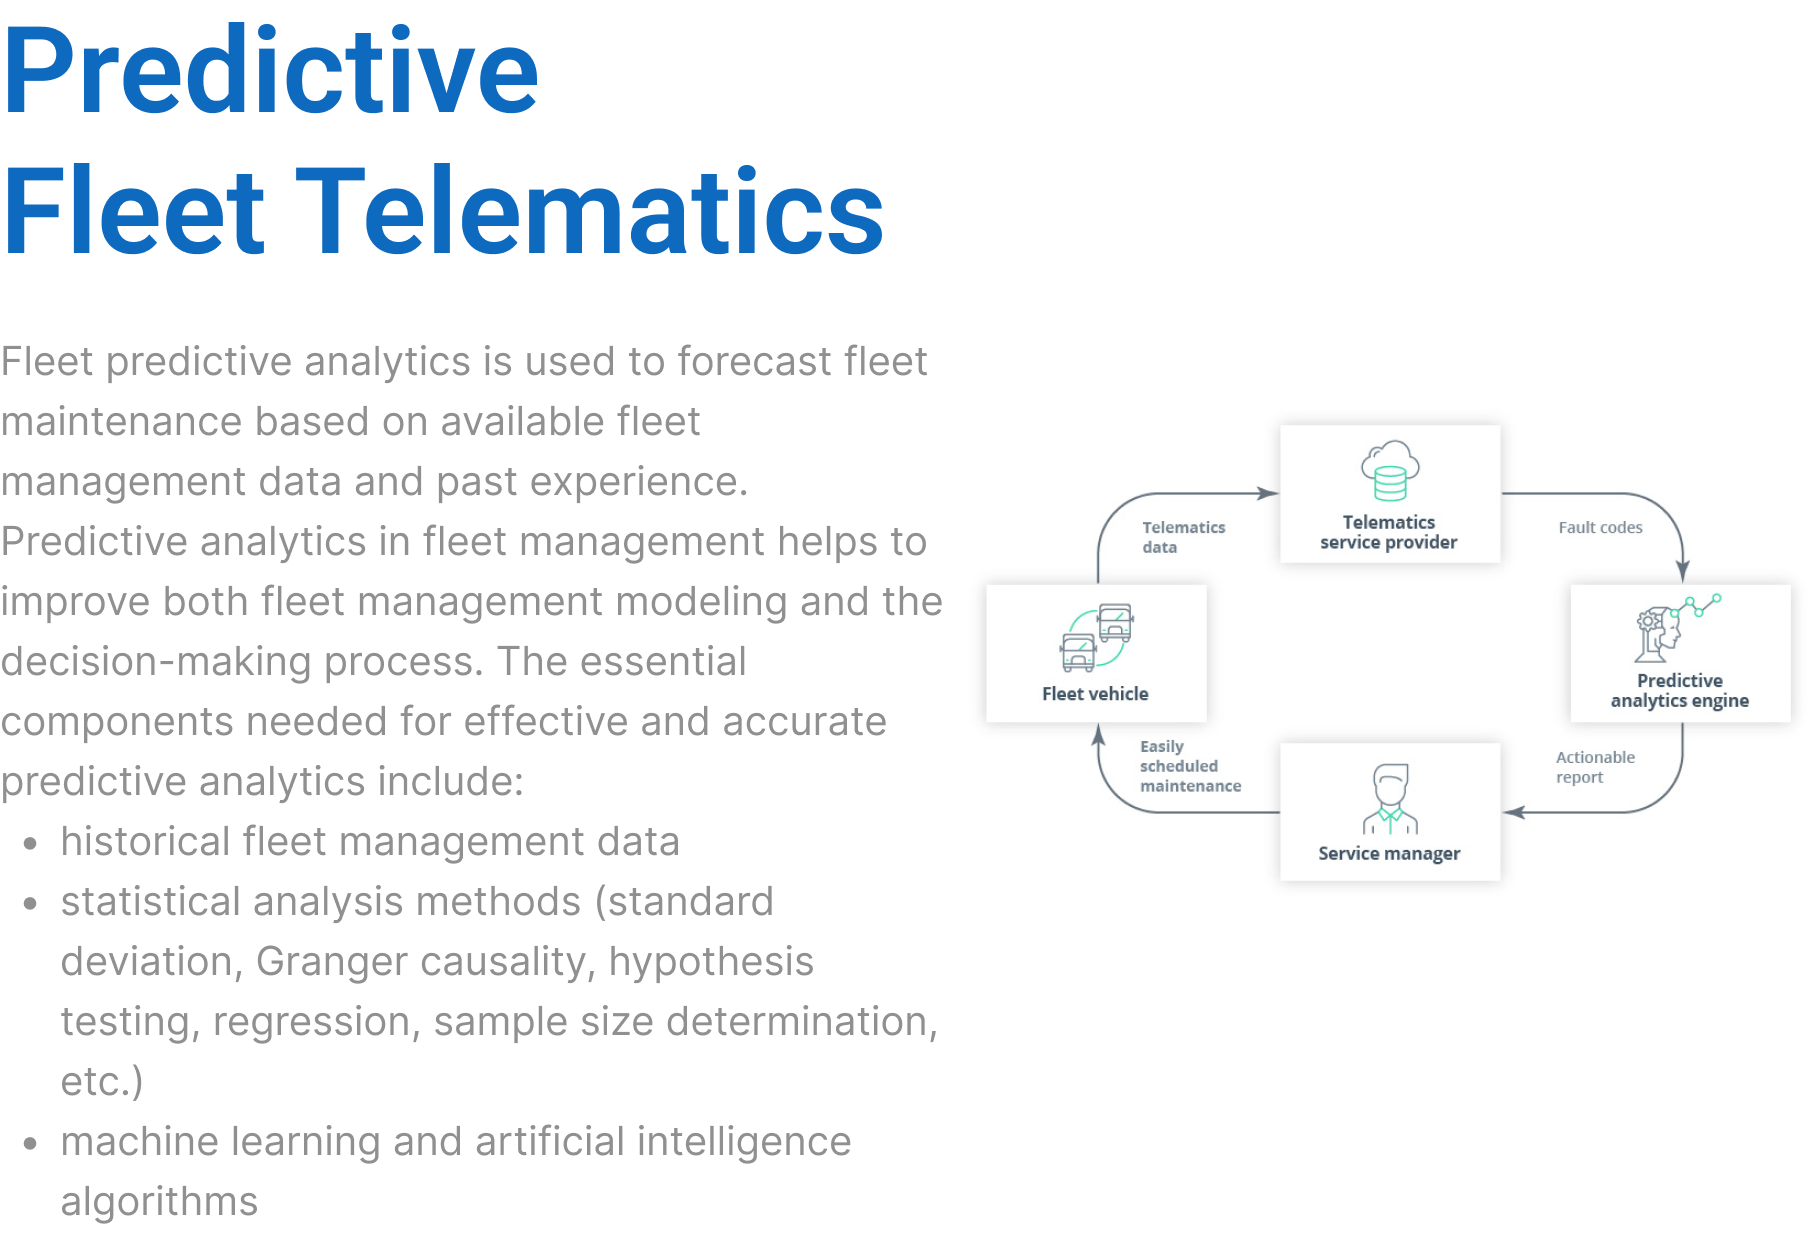 Predictive
Fleet Telematics
Fleet predictive analytics is used to forecast fleet
maintenance based on available fleet
management data and past experience.
Predictive analytics in fleet management helps to
improve both fleet management modeling and the
decision-making process. The essential
components needed for effective and accurate
predictive analytics include:
• historical fleet management data
• statistical analysis methods (standard
deviation, Granger causality, hypothesis
testing, regression, sample size determination,
etc.)
• machine learning and artificial intelligence
algorithms
Telematics
service provider
Telematics
data
Fault codes
Fleet vehicle
Predictive
analytics engine
Easily
scheduled
maintenance
Actionable
report
Service manager